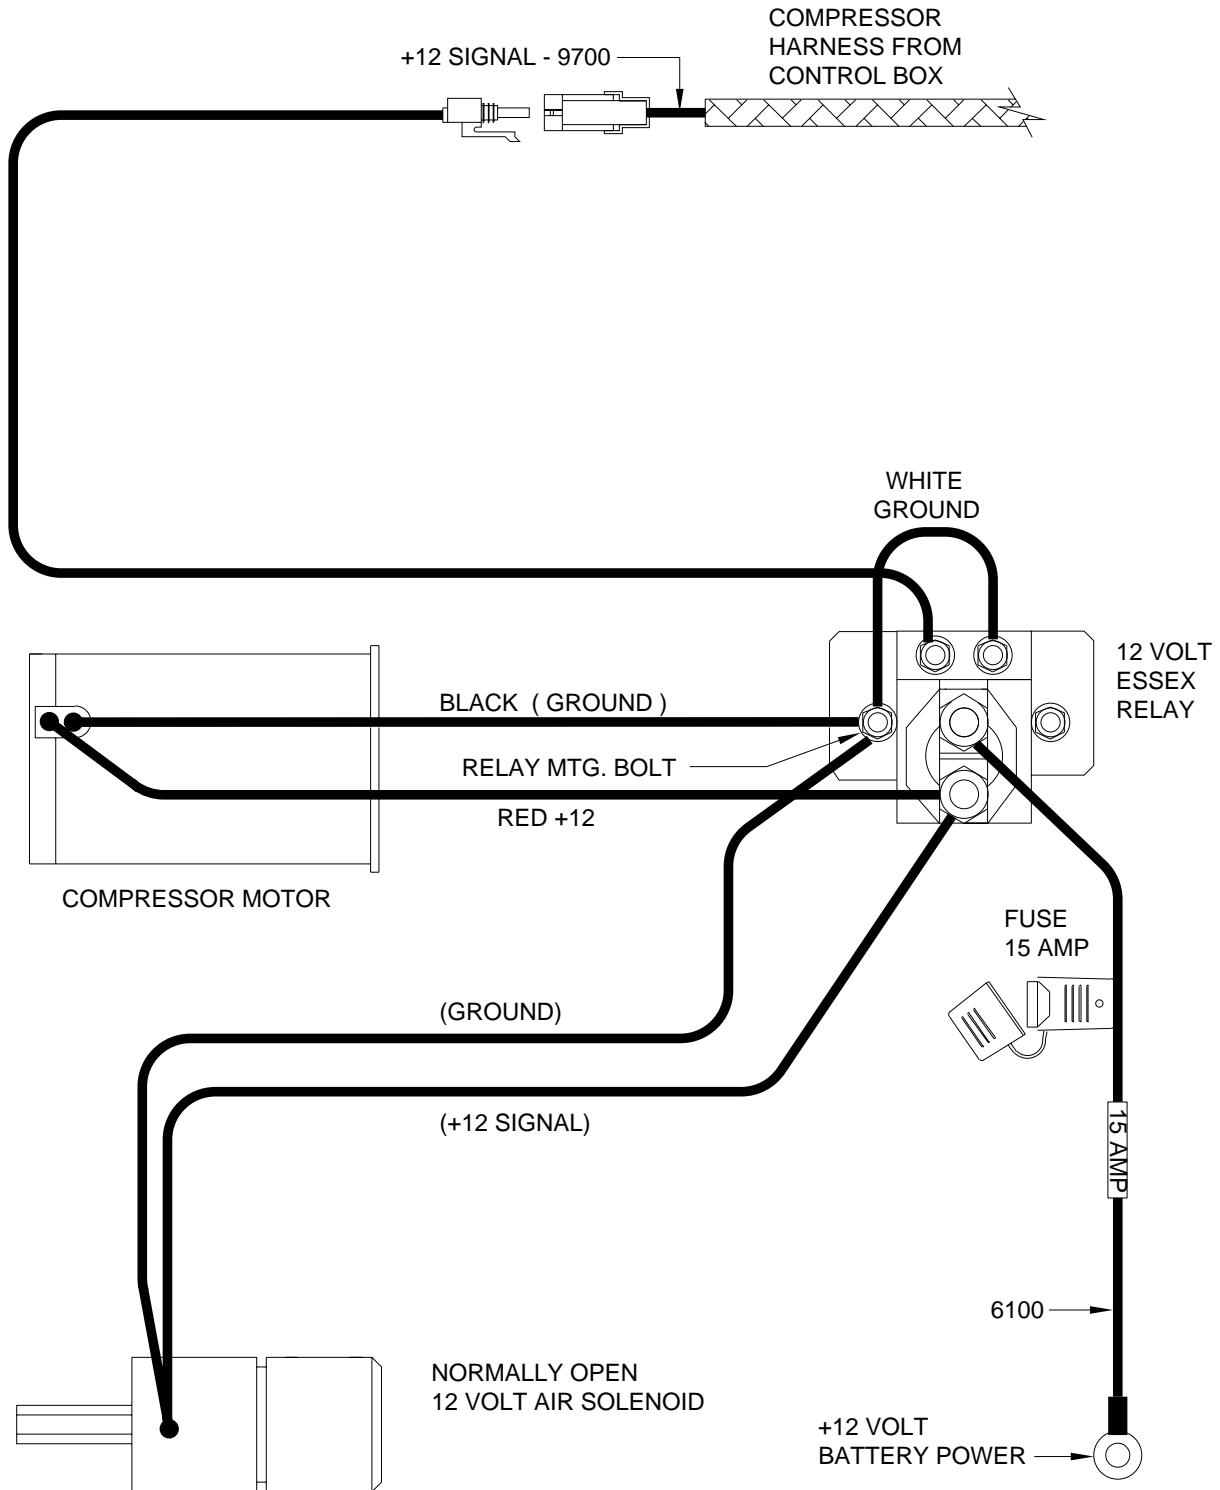 COMPRESSOR
HARNESS FROM
CONTROL BOX
+12 SIGNAL - 9700
WHITE
GROUND
12 VOLT
ESSEX
RELAY
BLACK ( GROUND )
RELAY MTG. BOLT
RED +12
COMPRESSOR MOTOR
FUSE
15 AMP
(GROUND)
(+12 SIGNAL)
15 AMP
6100
NORMALLY OPEN
12 VOLT AIR SOLENOID
+12 VOLT
BATTERY POWER